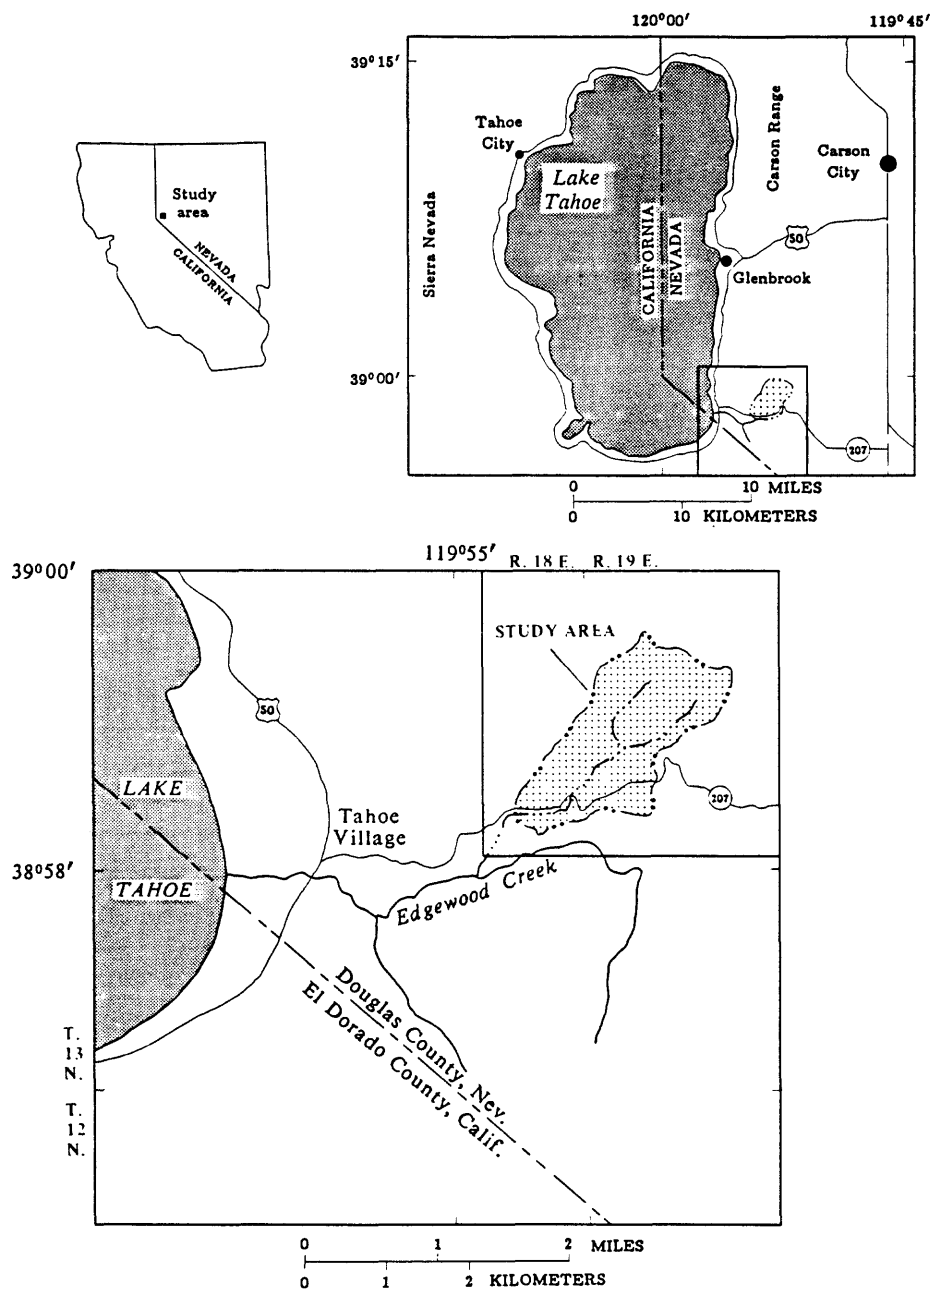 120°00′
119°45′
39°15′
Tahoe
City
Lake
Tahoe
Carson Range
Carson
City
Study
area
NEVADA
CALIFORNIA
Sierra Nevada
CALIFORNIA
NEVADA
50
Glenbrook
39°00′
207
0 10 MILES
0 10 KILOMETERS
119°55′
39°00′
R. 18 E. R. 19 E.
STUDY AREA
50
LAKE
207
Tahoe
Village
38°58′
TAHOE
Edgewood Creek
Douglas County, Nev.
El Dorado County, Calif.
T.
13
N.
T.
12
N.
0 1 2 MILES
0 1 2 KILOMETERS